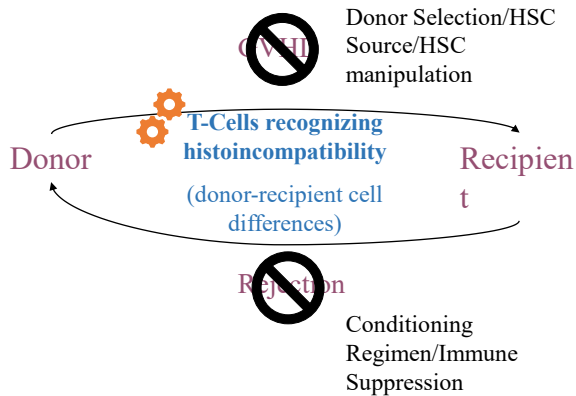 Donor Selection/HSC
Source/HSC
manipulation
GVHD
T-Cells recognizing
histoincompatibility
Donor
Recipien
t
(donor-recipient cell
differences)
Rejection
Conditioning
Regimen/Immune
Suppression